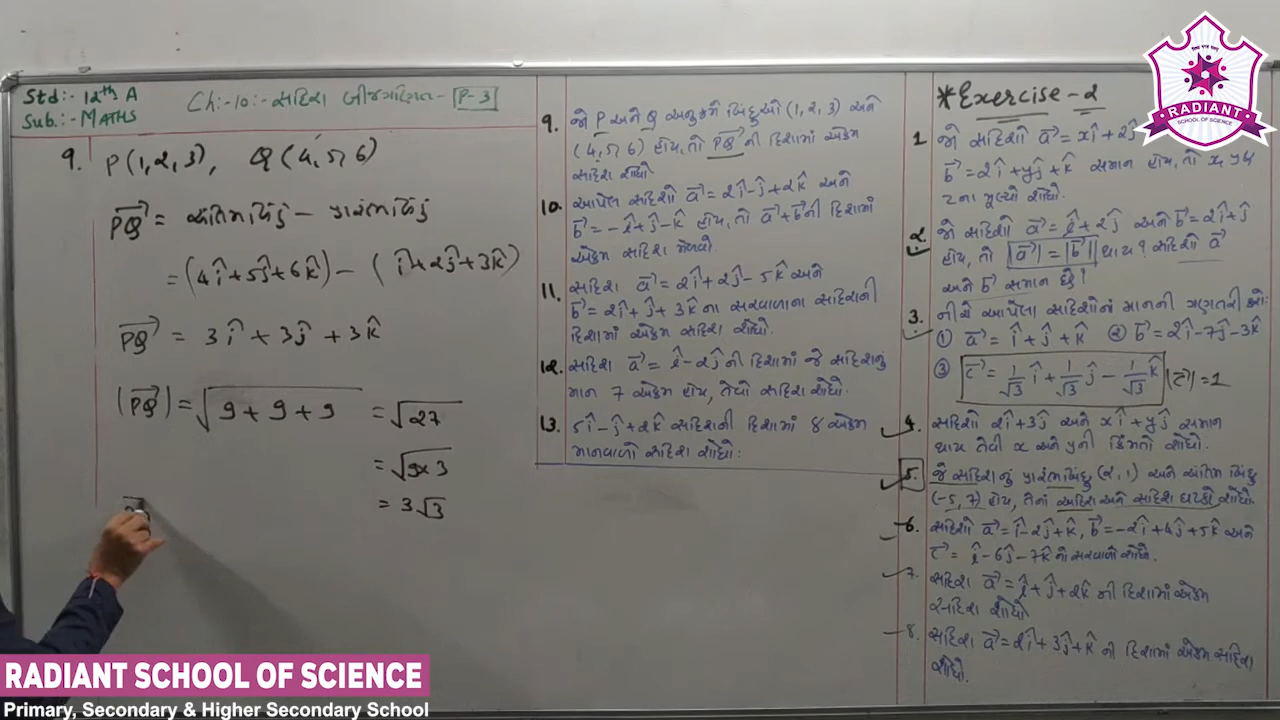 Std:- 12th A
Sub:- MATHS
Ch:-10:- સદિશ બીજગણિત- P-3
9. P(1,2,3), Q(4,5,6)
PQ = અંતિમબિંદુ - પ્રારંભબિંદુ
= (4î+5ĵ+6k̂) - (î+2ĵ+3k̂)
PQ = 3î + 3ĵ + 3k̂
|PQ| = √9+9+9 = √27
= √9×3
= 3√3
9. જો P અને Q અનુક્રમે બિંદુઓ (1,2,3) અને
(4,5,6) હોય, તો PQ ની દિશામાં એકમ
સદિશ શોધો
10. આપેલ સદિશો a⃗ = 2î-ĵ+2k̂ અને
b⃗ = -î+ĵ-k̂ હોય, તો a⃗+b⃗ની દિશામાં
એકમ સદિશ મેળવો.
11. સદિશ a⃗ = 2î+2ĵ-5k̂ અને
b⃗ = 2î+ĵ+3k̂ ના સરવાળાના સદિશની
દિશામાં એકમ સદિશ શોધો.
12. સદિશ a⃗ = î-2ĵ ની દિશામાં જે સદિશનું
માન 7 એકમ હોય, તેવો સદિશ શોધો.
13. 5î-ĵ+2k̂ સદિશની દિશામાં 8 એકમ
માનવાળો સદિશ શોધો:
*Exercise-2
1 જો સદિશો a⃗ = xî+2ĵ
b⃗ = 2î+yĵ+k̂ સમાન હોય, તો x, y અને
zના મૂલ્યો શોધો.
2. જો સદિશો a⃗ = î+2ĵ અને b⃗ = 2î+ĵ
હોય, તો |a⃗| = |b⃗| થાય? સદિશો a⃗
અને b⃗ સમાન છે?
3. નીચે આપેલા સદિશોનાં માનની ગણતરી કરો:
① a⃗ = î+ĵ+k̂ ② b⃗ = 2î-7ĵ-3k̂
③ c⃗ = 1/√3 î + 1/√3 ĵ - 1/√3 k̂ |c⃗| = 1
4. સદિશો 2î+3ĵ અને xî+yĵ સમાન
થાય તેવી x અને yની કિંમતો શોધો.
5. જે સદિશનું પ્રારંભબિંદુ (2,1) અને અંતિમ બિંદુ
(-5,7) હોય, તેનાં અદિશ અને સદિશ ઘટકો શોધો.
6. સદિશો a⃗ = î-2ĵ+k̂, b⃗ = -2î+4ĵ+5k̂ અને
c⃗ = î-6ĵ-7k̂ નો સરવાળો શોધો.
7. સદિશ a⃗ = î+ĵ+2k̂ ની દિશામાં એકમ
સદિશ શોધો
8. સદિશ a⃗ = 2î+3ĵ+k̂ ની દિશામાં એકમ સદિશ
શોધો.
RADIANT
SCHOOL OF SCIENCE
RADIANT SCHOOL OF SCIENCE
Primary, Secondary & Higher Secondary School